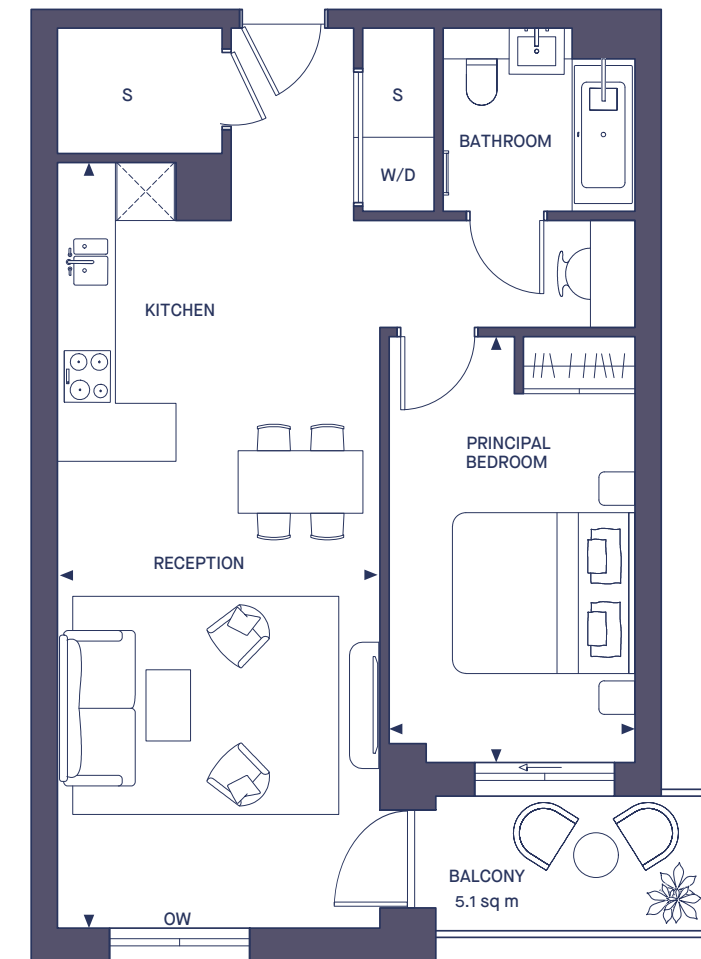 S
S
BATHROOM
W/D
KITCHEN
PRINCIPAL
BEDROOM
RECEPTION
BALCONY
5.1 sq m
OW